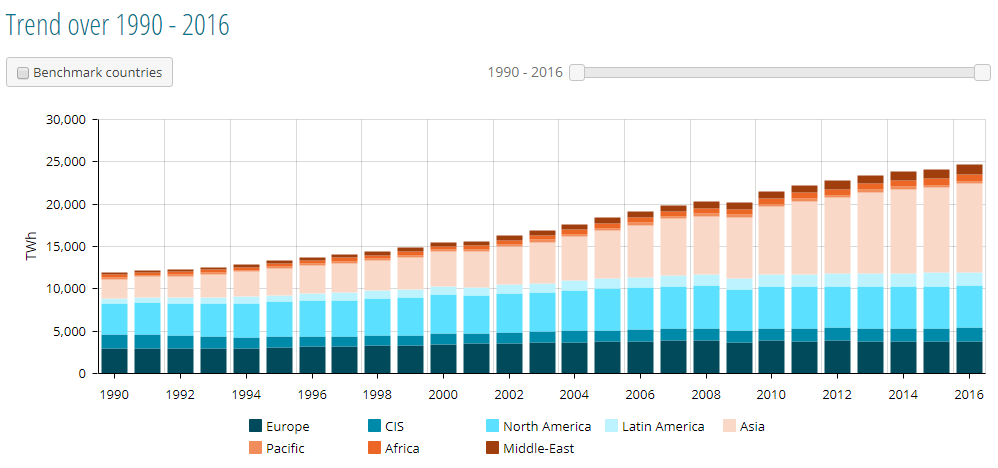 Trend over 1990 - 2016
Benchmark countries
1990 - 2016
30,000
25,000
20,000
15,000
10,000
5,000
0
TWh
1990 1992 1994 1996 1998 2000 2002 2004 2006 2008 2010 2012 2014 2016
Europe CIS North America Latin America Asia
Pacific Africa Middle-East